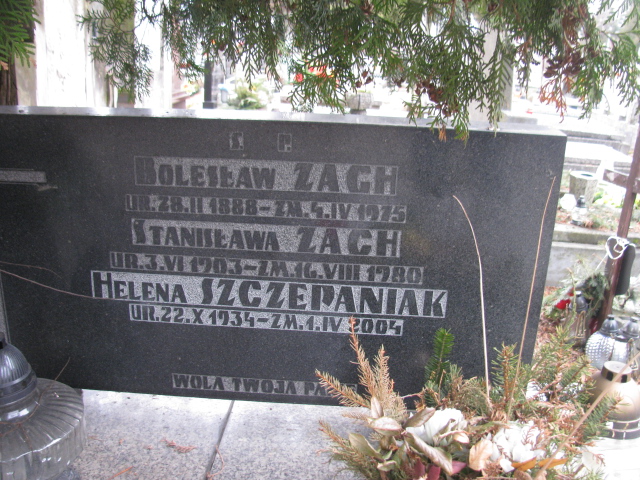 Ś. P.
BOLESŁAW ZACH
UR.28.II 1888-ZM.4.IV 1975
STANISŁAWA ZACH
UR.3.VI 1903-ZM.16.VIII 1980
HELENA SZCZEPANIAK
UR.22.X 1934-ZM.1.IV 2004
WOLA TWOJA